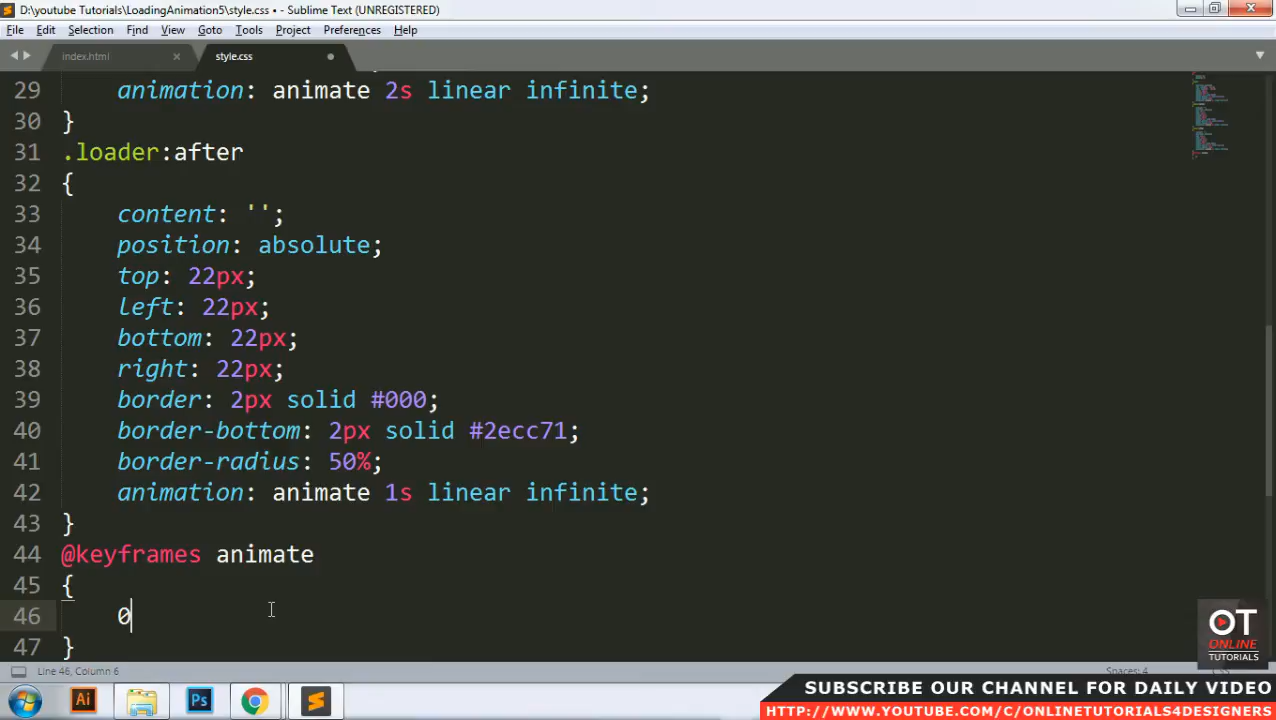 D:\youtube Tutorials\LoadingAnimation5\style.css • - Sublime Text (UNREGISTERED)
File Edit Selection Find View Goto Tools Project Preferences Help
index.html × style.css
29 animation: animate 2s linear infinite;
30 }
31 .loader:after
32 {
33 content: '';
34 position: absolute;
35 top: 22px;
36 left: 22px;
37 bottom: 22px;
38 right: 22px;
39 border: 2px solid #000;
40 border-bottom: 2px solid #2ecc71;
41 border-radius: 50%;
42 animation: animate 1s linear infinite;
43 }
44 @keyframes animate
45 {
46 0
47 }
OT
ONLINE
TUTORIALS
Line 46, Column 6
Spaces: 4
Ai Ps
SUBSCRIBE OUR CHANNEL FOR DAILY VIDEO
HTTP://WWW.YOUTUBE.COM/C/ONLINETUTORIALS4DESIGNERS